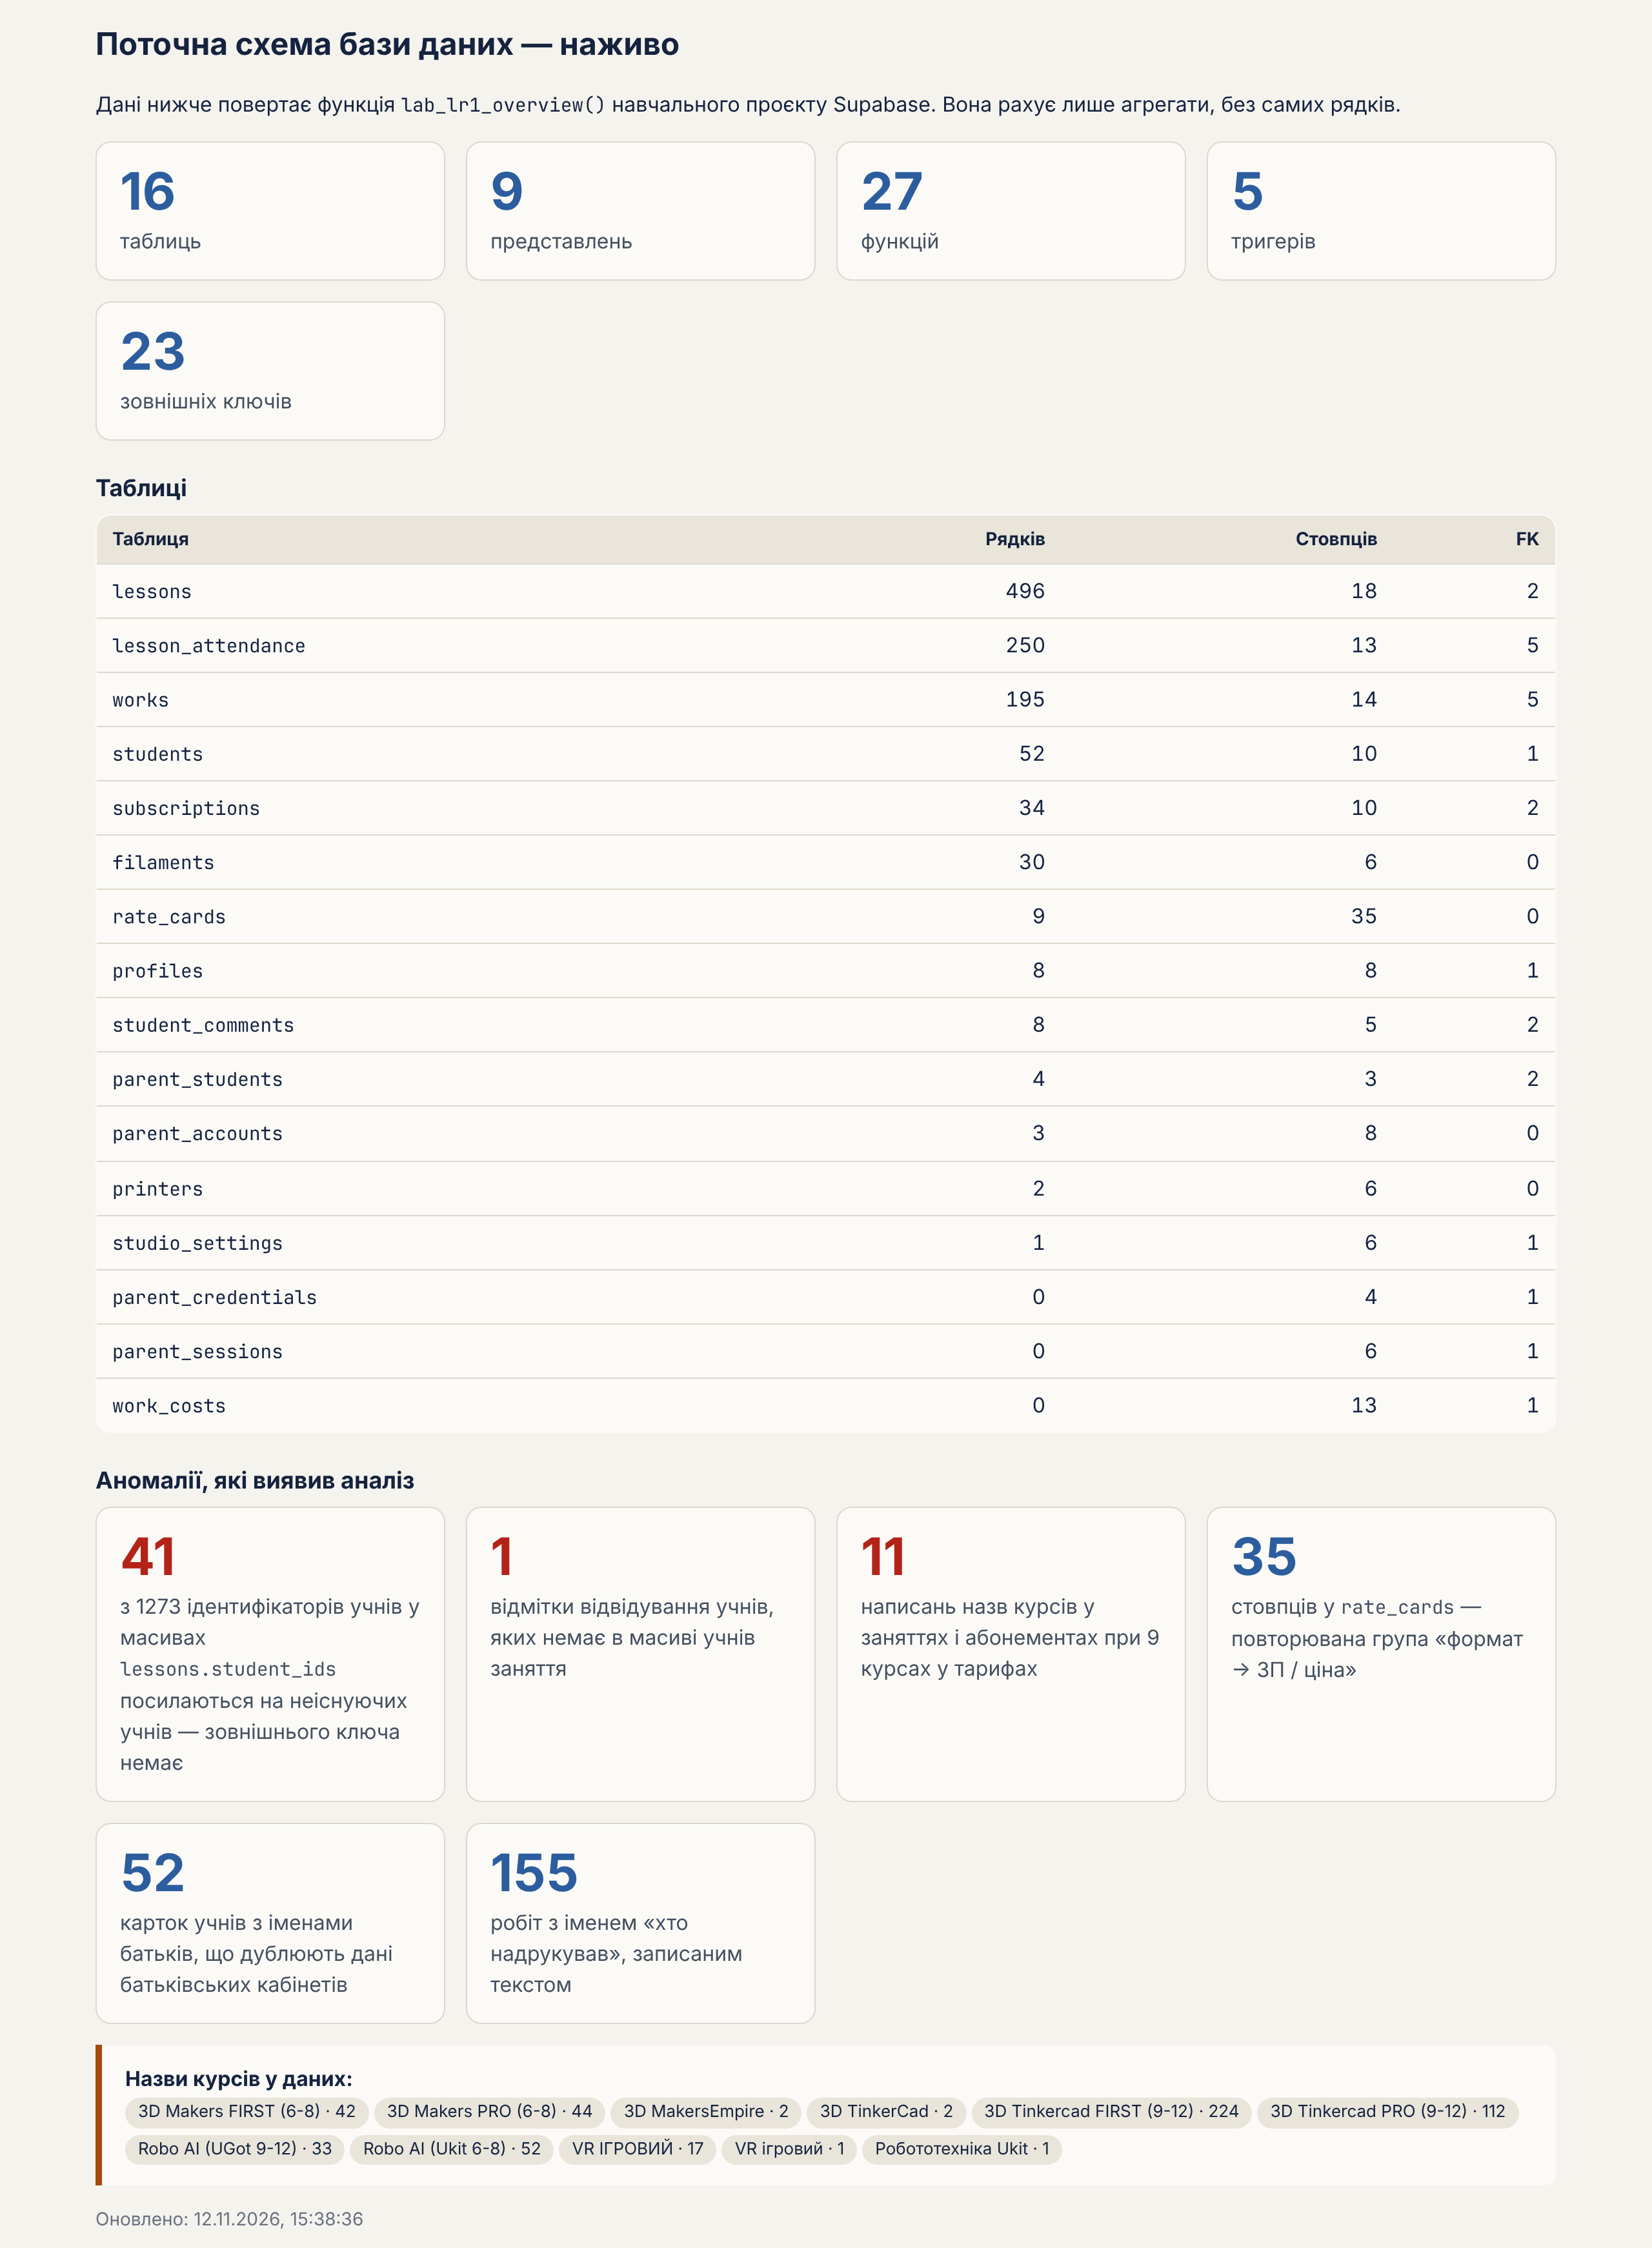 Поточна схема бази даних — наживо
Дані нижче повертає функція lab_lr1_overview() навчального проєкту Supabase. Вона рахує лише агрегати, без самих рядків.
16
таблиць
9
представлень
27
функцій
5
тригерів
23
зовнішніх ключів
Таблиці
Таблиця Рядків Стовпців FK
lessons 496 18 2
lesson_attendance 250 13 5
works 195 14 5
students 52 10 1
subscriptions 34 10 2
filaments 30 6 0
rate_cards 9 35 0
profiles 8 8 1
student_comments 8 5 2
parent_students 4 3 2
parent_accounts 3 8 0
printers 2 6 0
studio_settings 1 6 1
parent_credentials 0 4 1
parent_sessions 0 6 1
work_costs 0 13 1
Аномалії, які виявив аналіз
41
з 1273 ідентифікаторів учнів у
масивах
lessons.student_ids
посилаються на неіснуючих
учнів — зовнішнього ключа
немає
1
відмітки відвідування учнів,
яких немає в масиві учнів
заняття
11
написань назв курсів у
заняттях і абонементах при 9
курсах у тарифах
35
стовпців у rate_cards —
повторювана група «формат
→ ЗП / ціна»
52
карток учнів з іменами
батьків, що дублюють дані
батьківських кабінетів
155
робіт з іменем «хто
надрукував», записаним
текстом
Назви курсів у даних:
3D Makers FIRST (6-8) · 42 3D Makers PRO (6-8) · 44 3D MakersEmpire · 2 3D TinkerCad · 2 3D Tinkercad FIRST (9-12) · 224 3D Tinkercad PRO (9-12) · 112
Robo AI (UGot 9-12) · 33 Robo AI (Ukit 6-8) · 52 VR ІГРОВИЙ · 17 VR ігровий · 1 Робототехніка Ukit · 1
Оновлено: 12.11.2026, 15:38:36